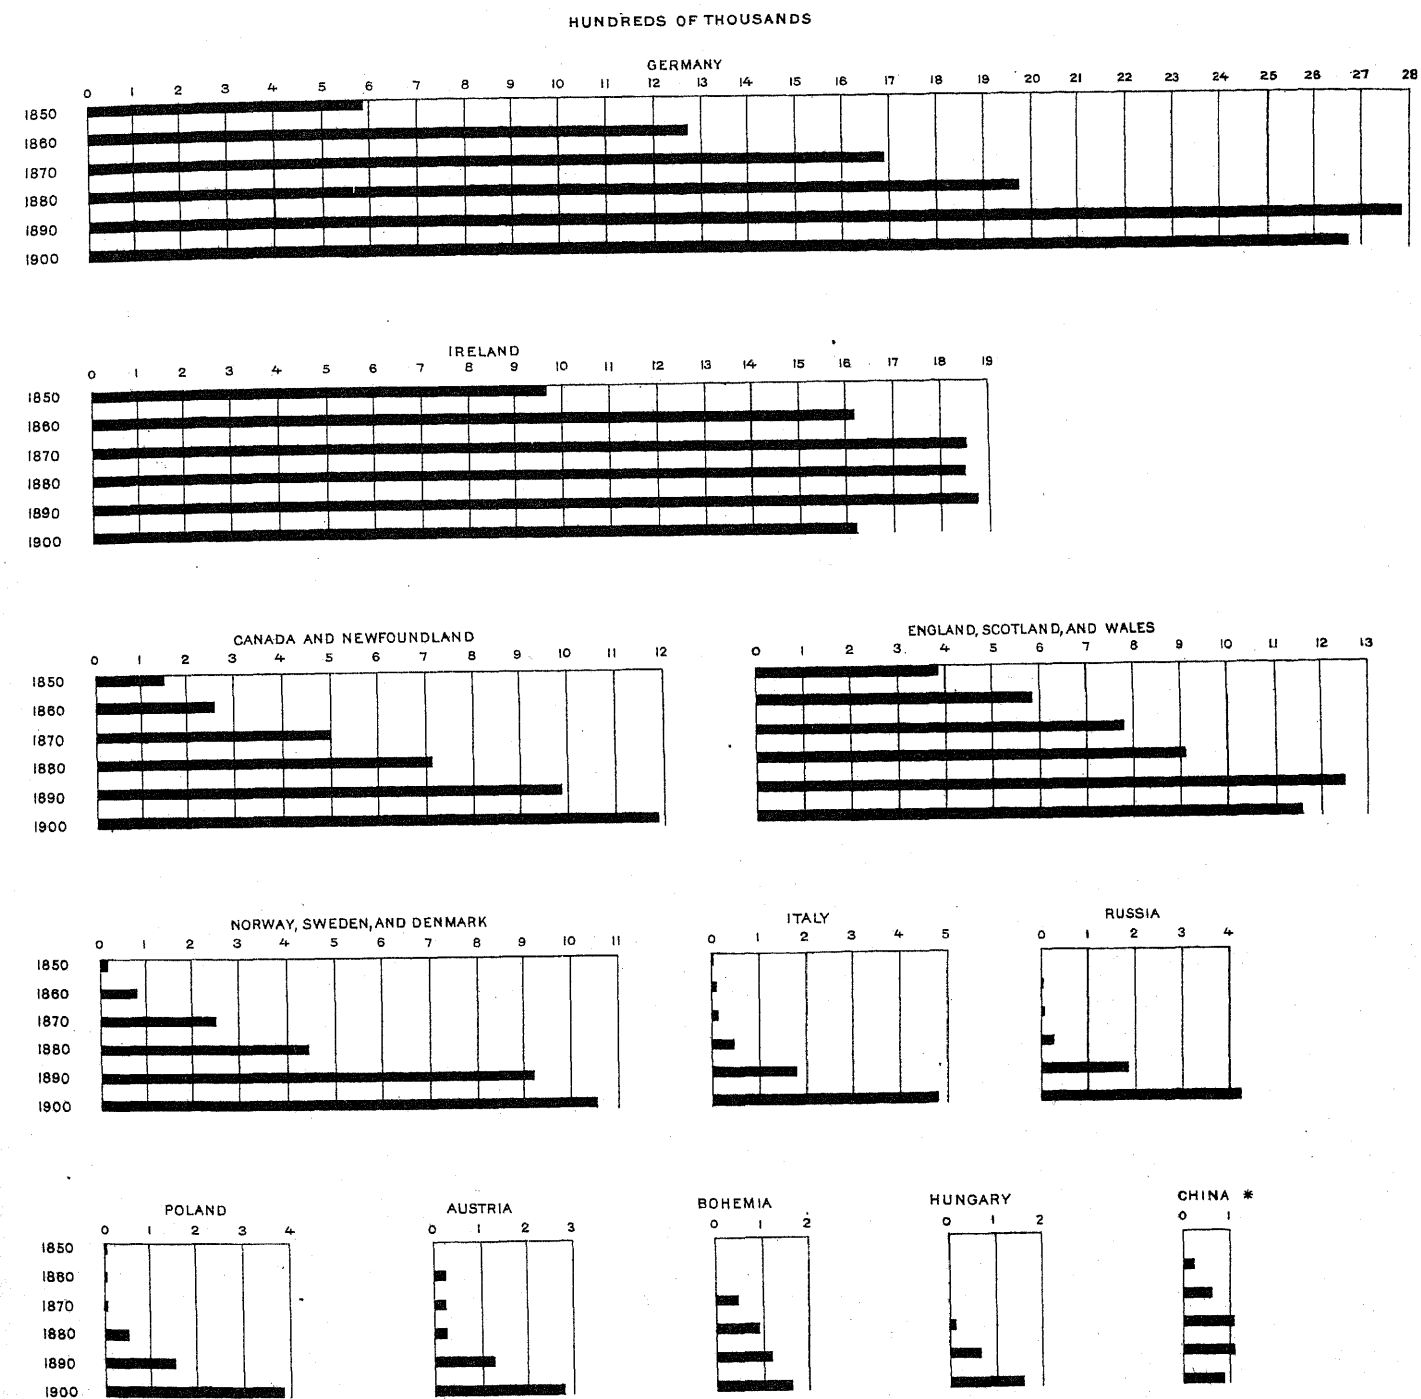 HUNDREDS OF THOUSANDS
GERMANY
0 1 2 3 4 5 6 7 8 9 10 11 12 13 14 15 16 17 18 19 20 21 22 23 24 25 26 27 28
1850
1860
1870
1880
1890
1900
IRELAND
0 1 2 3 4 5 6 7 8 9 10 11 12 13 14 15 16 17 18 19
1850
1860
1870
1880
1890
1900
CANADA AND NEWFOUNDLAND
0 1 2 3 4 5 6 7 8 9 10 11 12
1850
1860
1870
1880
1890
1900
ENGLAND, SCOTLAND, AND WALES
0 1 2 3 4 5 6 7 8 9 10 11 12 13
NORWAY, SWEDEN, AND DENMARK
0 1 2 3 4 5 6 7 8 9 10 11
1850
1860
1870
1880
1890
1900
ITALY
0 1 2 3 4 5
RUSSIA
0 1 2 3 4
POLAND
0 1 2 3 4
1850
1860
1870
1880
1890
1900
AUSTRIA
0 1 2 3
BOHEMIA
0 1 2
HUNGARY
0 1 2
CHINA *
0 1